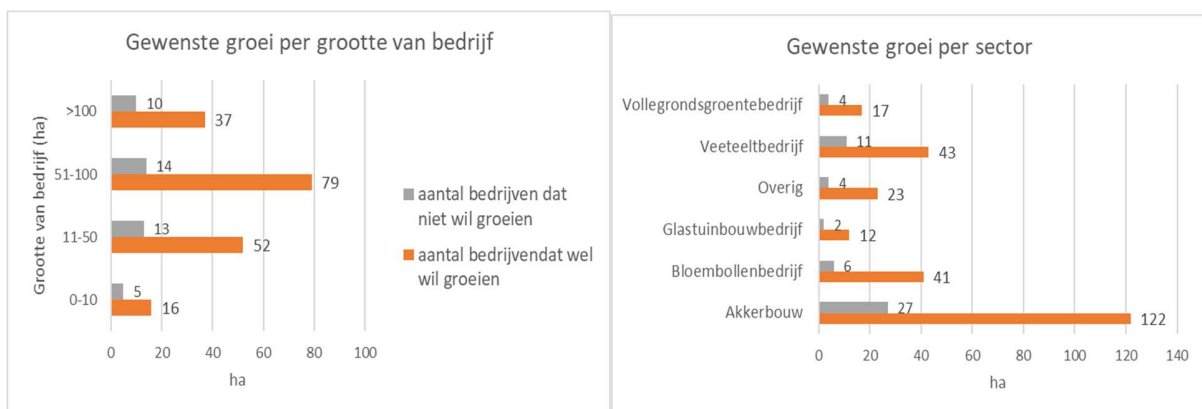 Gewenste groei per grootte van bedrijf
Grootte van bedrijf (ha)
>100
10
37
51-100
14
79
11-50
13
52
0-10
5
16
0 20 40 60 80 100
ha
aantal bedrijven dat
niet wil groeien
aantal bedrijvendat wel
wil groeien
Gewenste groei per sector
Vollegrondsgroentebedrijf
4
17
Veeteeltbedrijf
11
43
Overig
4
23
Glastuinbouwbedrijf
2
12
Bloembollenbedrijf
6
41
Akkerbouw
27
122
0 20 40 60 80 100 120 140
ha